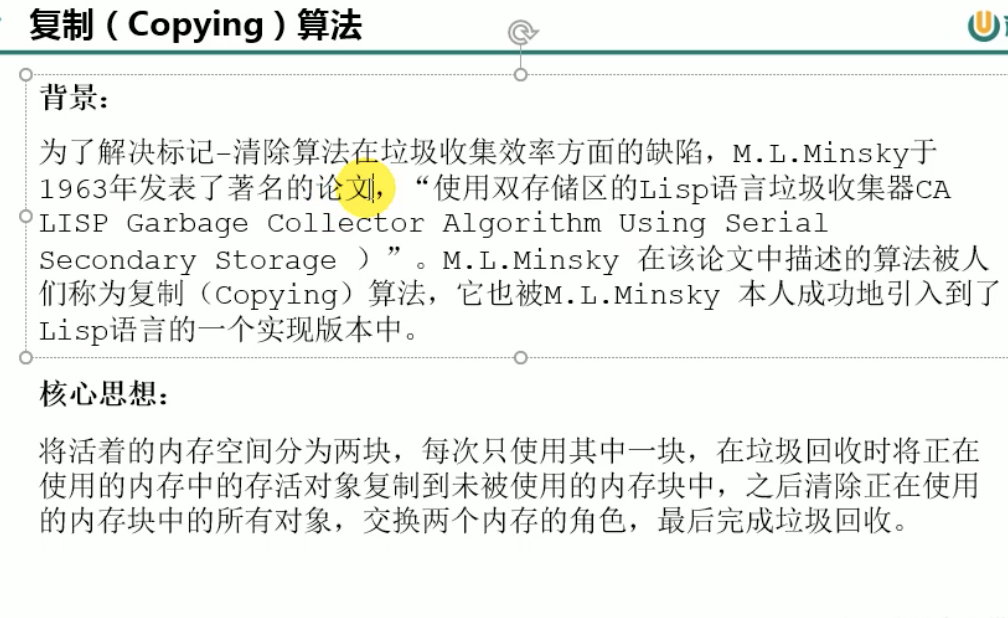 复制（Copying）算法
背景：
为了解决标记-清除算法在垃圾收集效率方面的缺陷，M.L.Minsky于
1963年发表了著名的论文，“使用双存储区的Lisp语言垃圾收集器CA
LISP Garbage Collector Algorithm Using Serial
Secondary Storage ）”。M.L.Minsky 在该论文中描述的算法被人
们称为复制（Copying）算法，它也被M.L.Minsky 本人成功地引入到了
Lisp语言的一个实现版本中。
核心思想：
将活着的内存空间分为两块，每次只使用其中一块，在垃圾回收时将正在
使用的内存中的存活对象复制到未被使用的内存块中，之后清除正在使用
的内存块中的所有对象，交换两个内存的角色，最后完成垃圾回收。